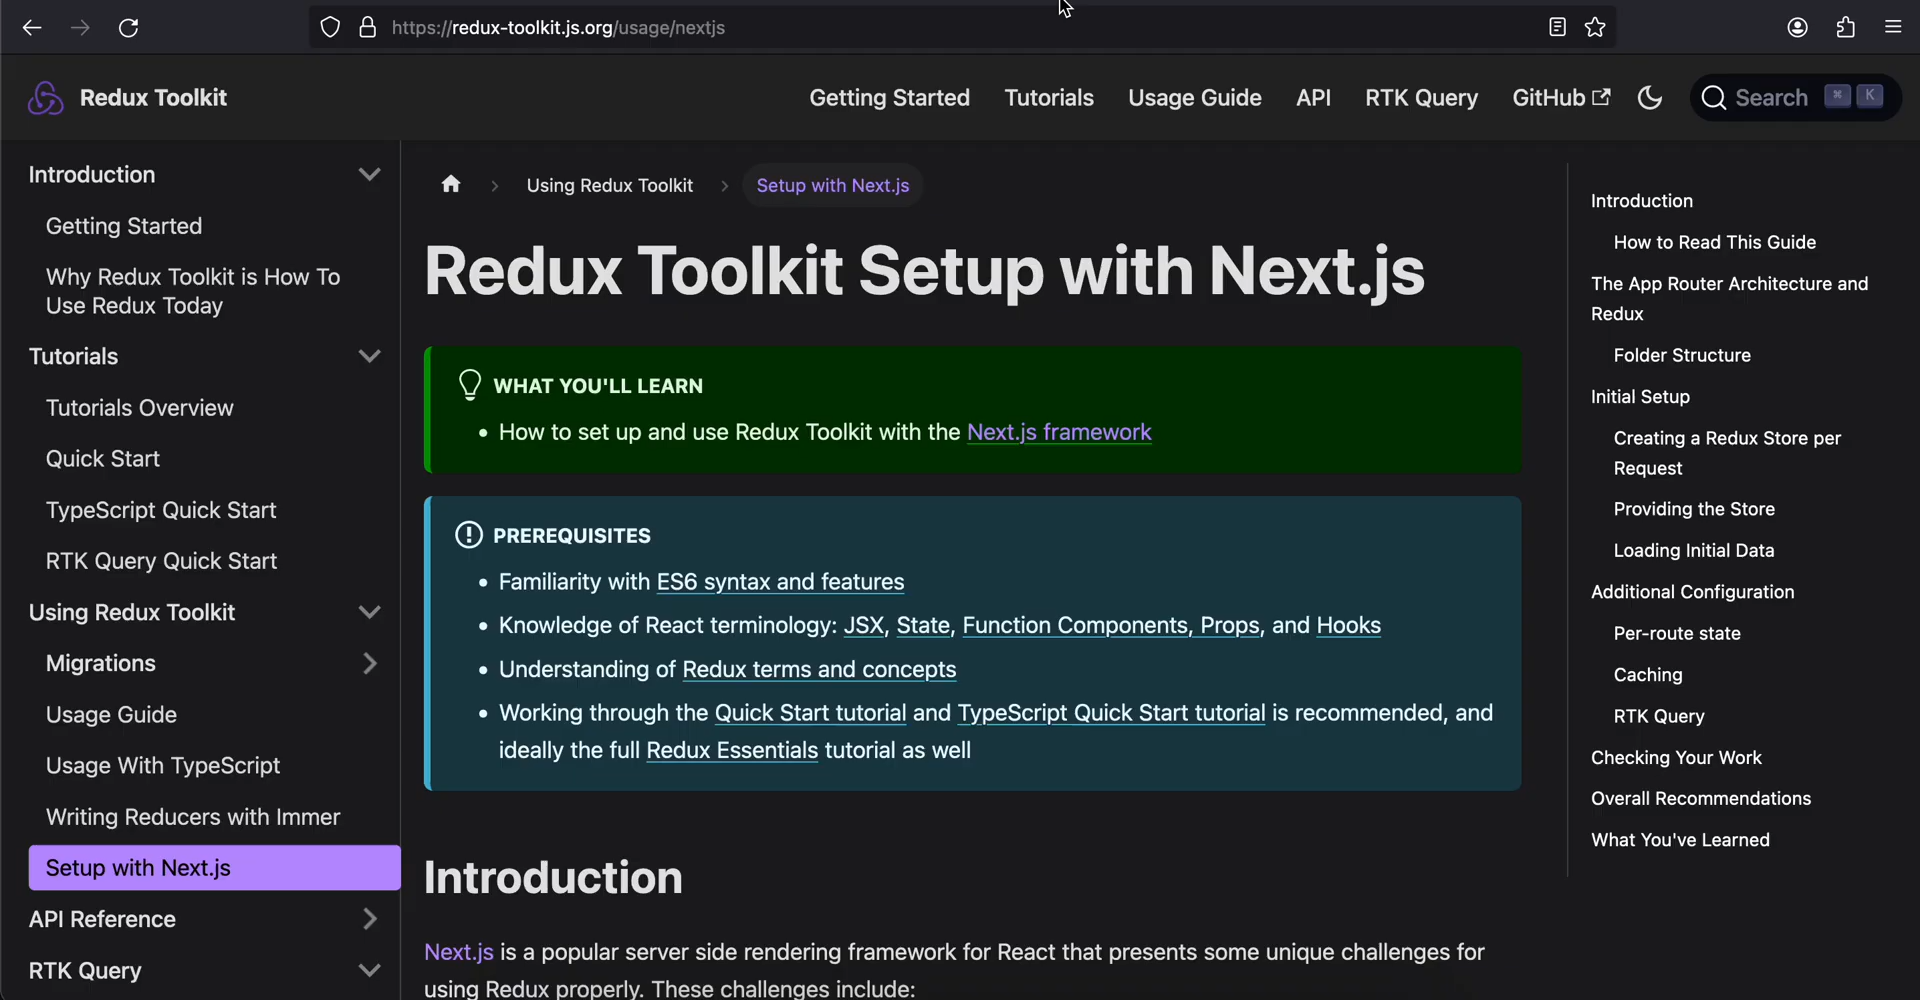 https://redux-toolkit.js.org/usage/nextjs
Redux Toolkit
Getting Started
Tutorials
Usage Guide
API
RTK Query
GitHub
Search
⌘
K
Introduction
Getting Started
Why Redux Toolkit is How To
Use Redux Today
Tutorials
Tutorials Overview
Quick Start
TypeScript Quick Start
RTK Query Quick Start
Using Redux Toolkit
Migrations
Usage Guide
Usage With TypeScript
Writing Reducers with Immer
Setup with Next.js
API Reference
RTK Query
Using Redux Toolkit
Setup with Next.js
Redux Toolkit Setup with Next.js
WHAT YOU'LL LEARN
• How to set up and use Redux Toolkit with the Next.js framework
PREREQUISITES
• Familiarity with ES6 syntax and features
• Knowledge of React terminology: JSX, State, Function Components, Props, and Hooks
• Understanding of Redux terms and concepts
• Working through the Quick Start tutorial and TypeScript Quick Start tutorial is recommended, and
ideally the full Redux Essentials tutorial as well
Introduction
Next.js is a popular server side rendering framework for React that presents some unique challenges for
using Redux properly. These challenges include:
Introduction
How to Read This Guide
The App Router Architecture and
Redux
Folder Structure
Initial Setup
Creating a Redux Store per
Request
Providing the Store
Loading Initial Data
Additional Configuration
Per-route state
Caching
RTK Query
Checking Your Work
Overall Recommendations
What You've Learned